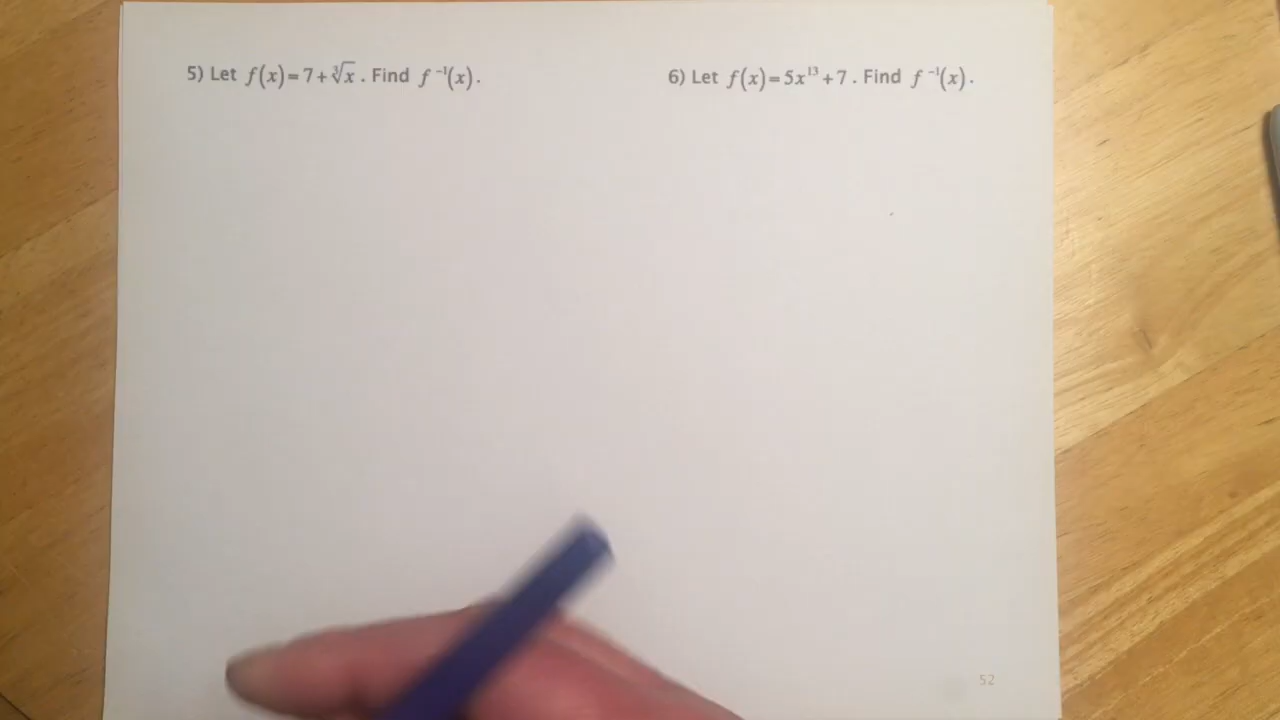 5) Let f(x)=7+∛x. Find f⁻¹(x).
6) Let f(x)=5x¹³+7. Find f⁻¹(x).
52